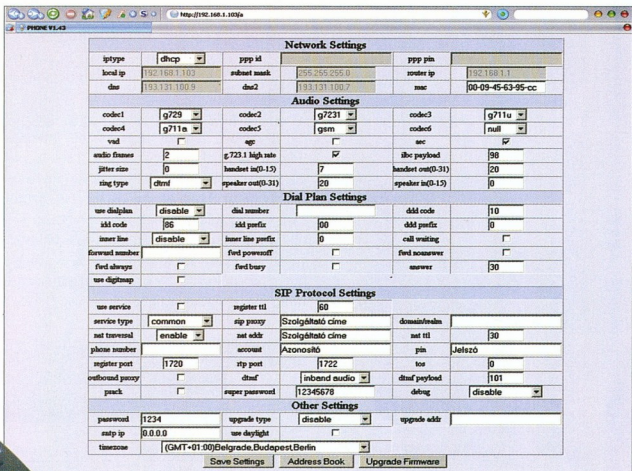 http://192.168.1.103/a
PHONE V1.43
Network Settings
iptype dhcp ppp id ppp pin
local ip 192.168.1.103 subnet mask 255.255.255.0 router ip 192.168.1.1
dns 193.131.100.9 dns2 193.131.100.7 mac 00-09-45-63-95-cc
Audio Settings
codec1 g729 codec2 g7231 codec3 g711u
codec4 g711a codec5 gsm codec6 null
vad agc aec
audio frames 2 g.723.1 high rate ilbc payload 98
jitter size 0 handset in(0-15) 7 handset out(0-31) 20
ring type dtmf speaker out(0-31) 20 speaker in(0-15) 0
Dial Plan Settings
use dialplan disable dial number ddd code 10
idd code 86 idd prefix 00 ddd prefix 0
inner line disable inner line prefix 0 call waiting
forward number fwd poweroff fwd noanswer
fwd always fwd busy answer 30
use digitmap
SIP Protocol Settings
use service register ttl 60
service type common sip proxy Szolgáltató címe domain/realm
nat traversal enable nat addr Szolgáltató címe nat ttl 30
phone number account Azonosító pin Jelszó
register port 1720 rtp port 1722 tos 0
outbound proxy dtmf inband audio dtmf payload 101
prack super password 12345678 debug disable
Other Settings
password 1234 upgrade type disable upgrade addr
sntp ip 0.0.0.0 use daylight
timezone (GMT+01:00)Belgrade,Budapest,Berlin
Save Settings Address Book Upgrade Firmware